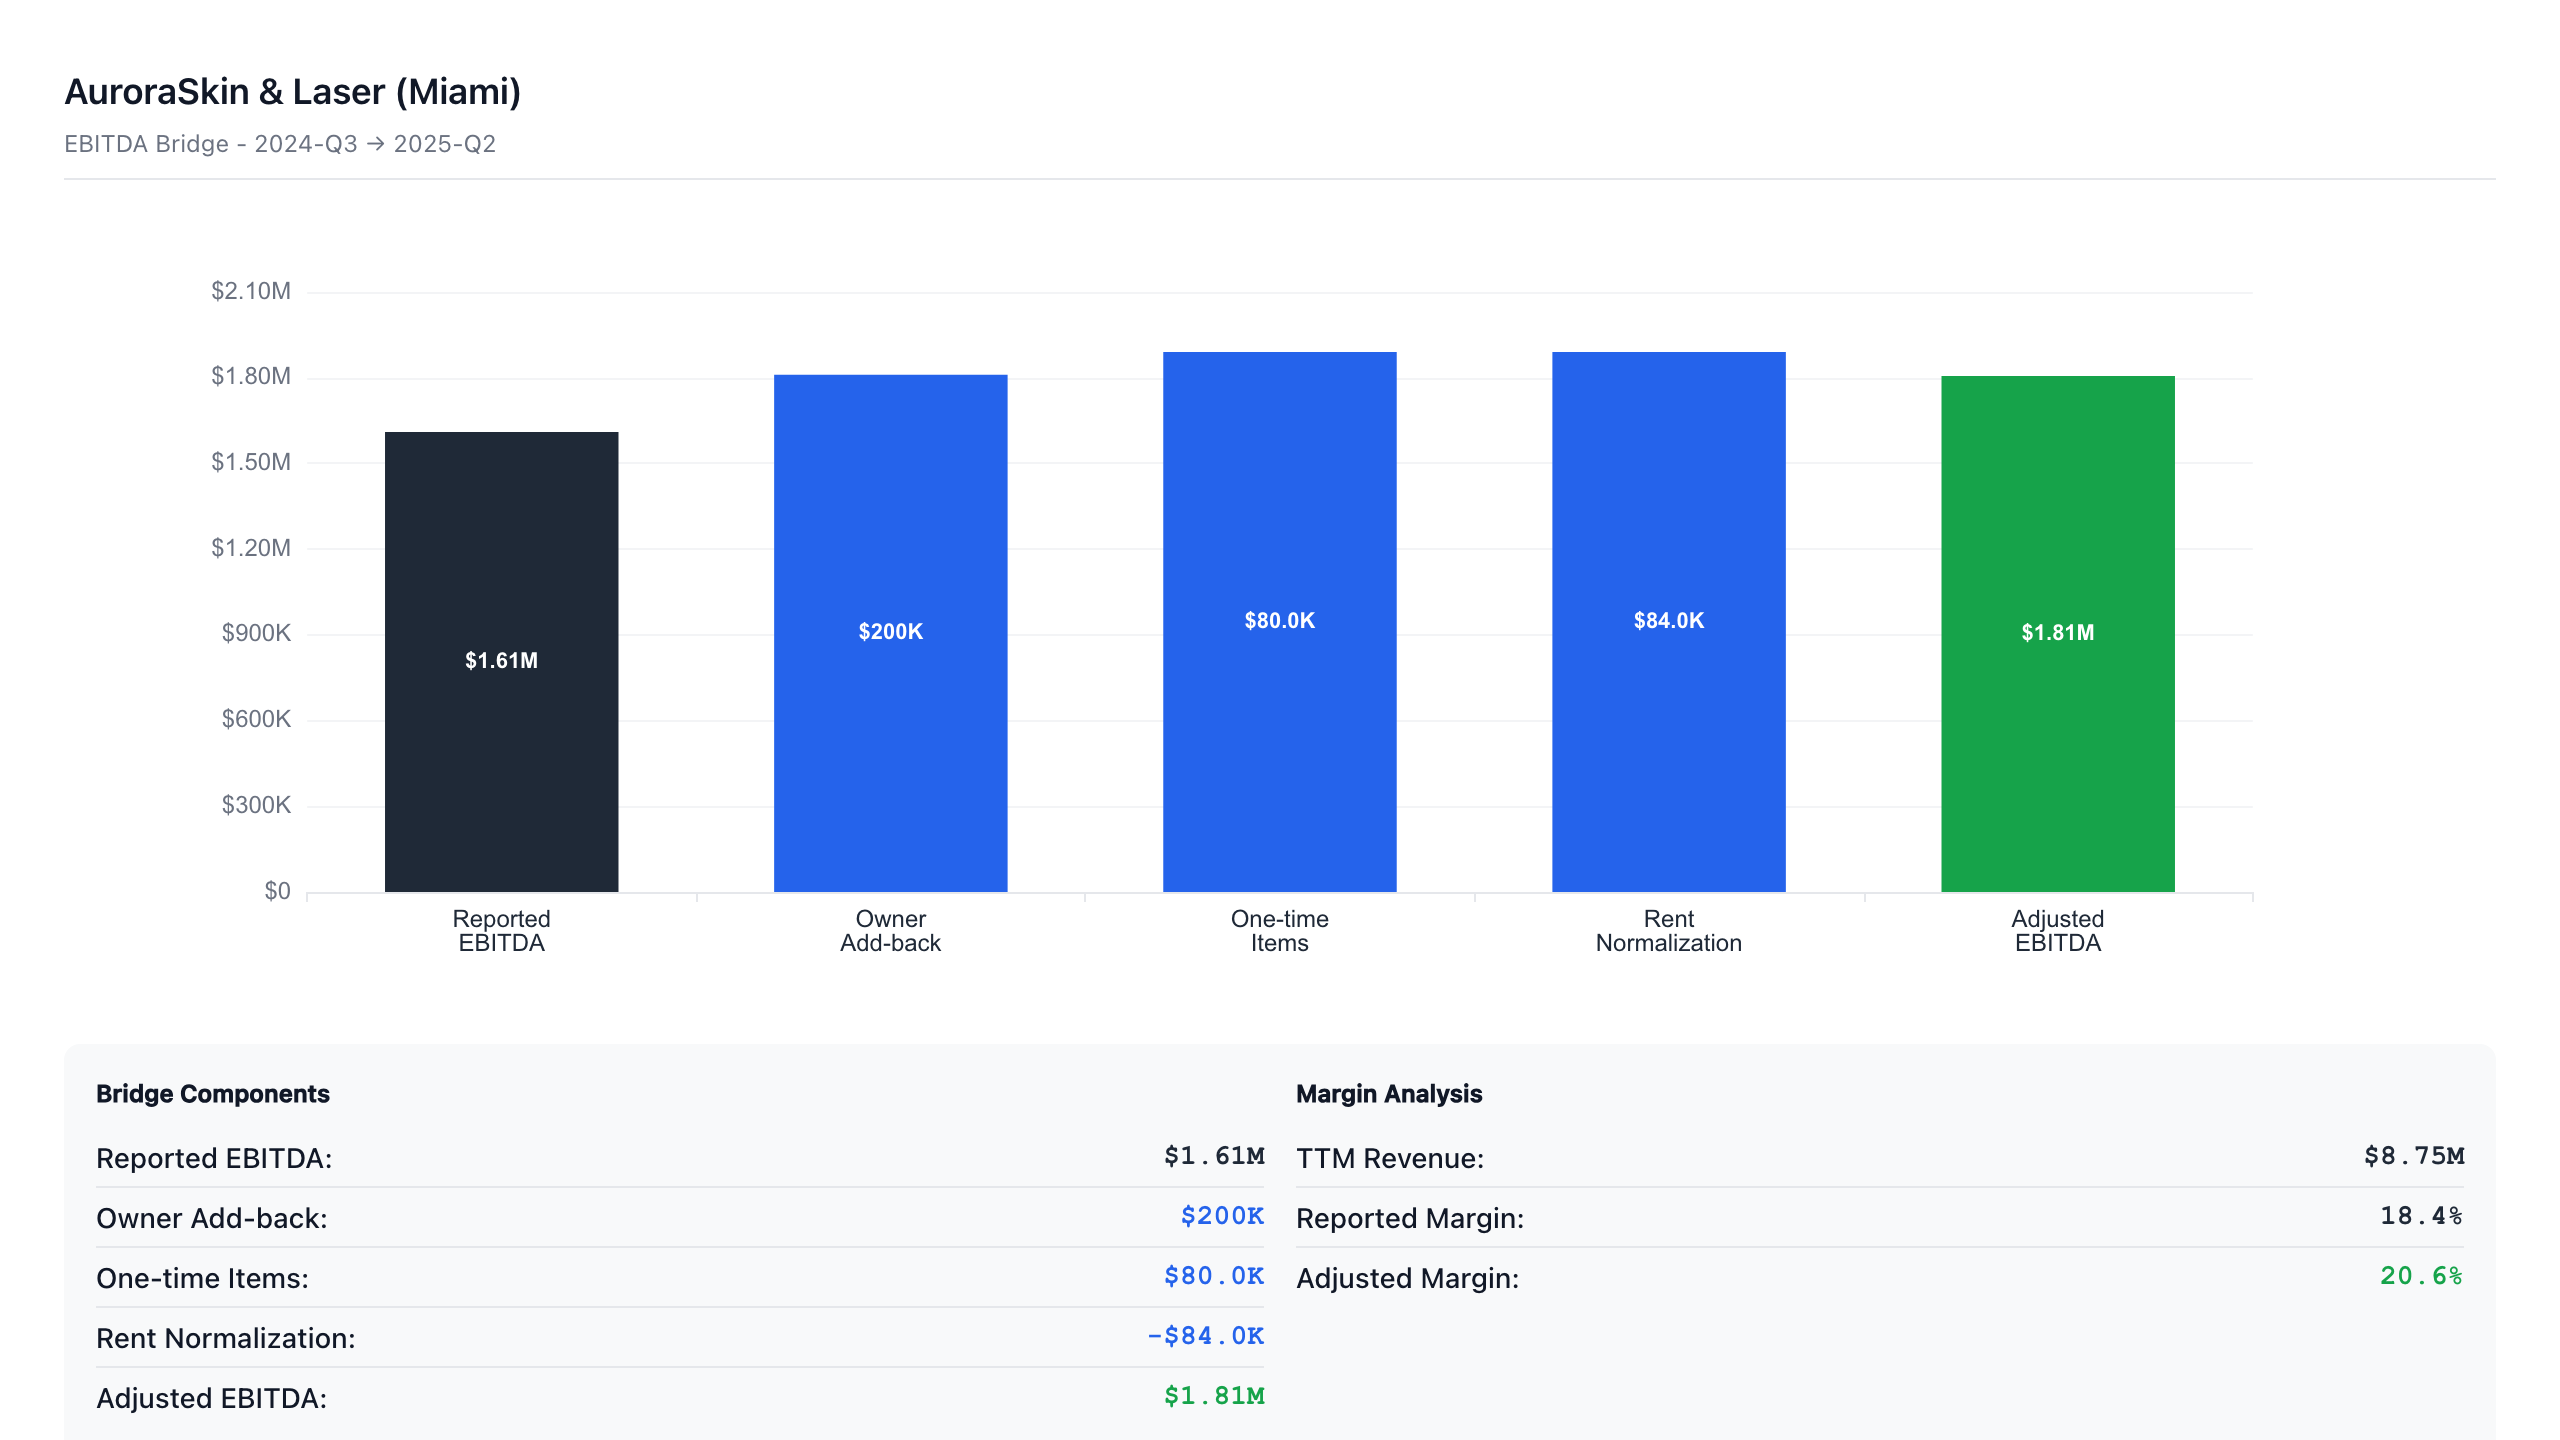 AuroraSkin & Laser (Miami)
EBITDA Bridge - 2024-Q3 → 2025-Q2
$2.10M
$1.80M
$1.50M
$1.20M
$900K
$600K
$300K
$0
$1.61M
$200K
$80.0K
$84.0K
$1.81M
Reported
EBITDA
Owner
Add-back
One-time
Items
Rent
Normalization
Adjusted
EBITDA
Bridge Components
Reported EBITDA: $1.61M
Owner Add-back: $200K
One-time Items: $80.0K
Rent Normalization: -$84.0K
Adjusted EBITDA: $1.81M
Margin Analysis
TTM Revenue: $8.75M
Reported Margin: 18.4%
Adjusted Margin: 20.6%